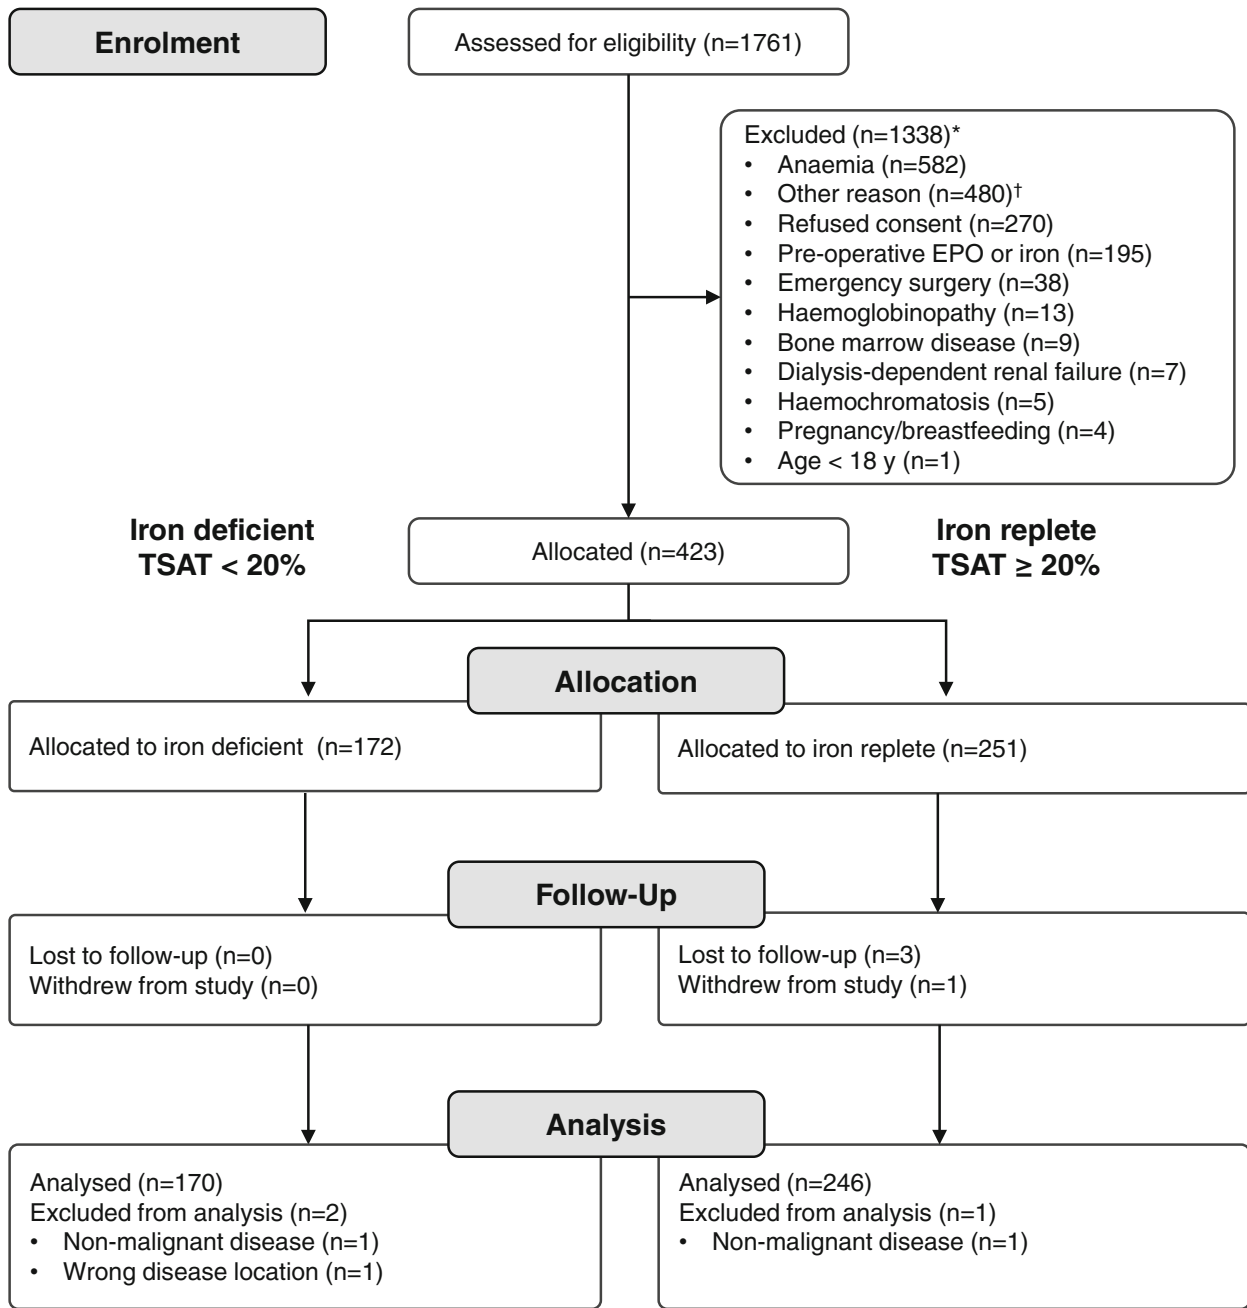 Enrolment
Assessed for eligibility (n=1761)
Excluded (n=1338)*
• Anaemia (n=582)
• Other reason (n=480)†
• Refused consent (n=270)
• Pre-operative EPO or iron (n=195)
• Emergency surgery (n=38)
• Haemoglobinopathy (n=13)
• Bone marrow disease (n=9)
• Dialysis-dependent renal failure (n=7)
• Haemochromatosis (n=5)
• Pregnancy/breastfeeding (n=4)
• Age < 18 y (n=1)
Iron deficient
TSAT < 20%
Allocated (n=423)
Iron replete
TSAT ≥ 20%
Allocation
Allocated to iron deficient (n=172)
Allocated to iron replete (n=251)
Follow-Up
Lost to follow-up (n=0)
Withdrew from study (n=0)
Lost to follow-up (n=3)
Withdrew from study (n=1)
Analysis
Analysed (n=170)
Excluded from analysis (n=2)
• Non-malignant disease (n=1)
• Wrong disease location (n=1)
Analysed (n=246)
Excluded from analysis (n=1)
• Non-malignant disease (n=1)